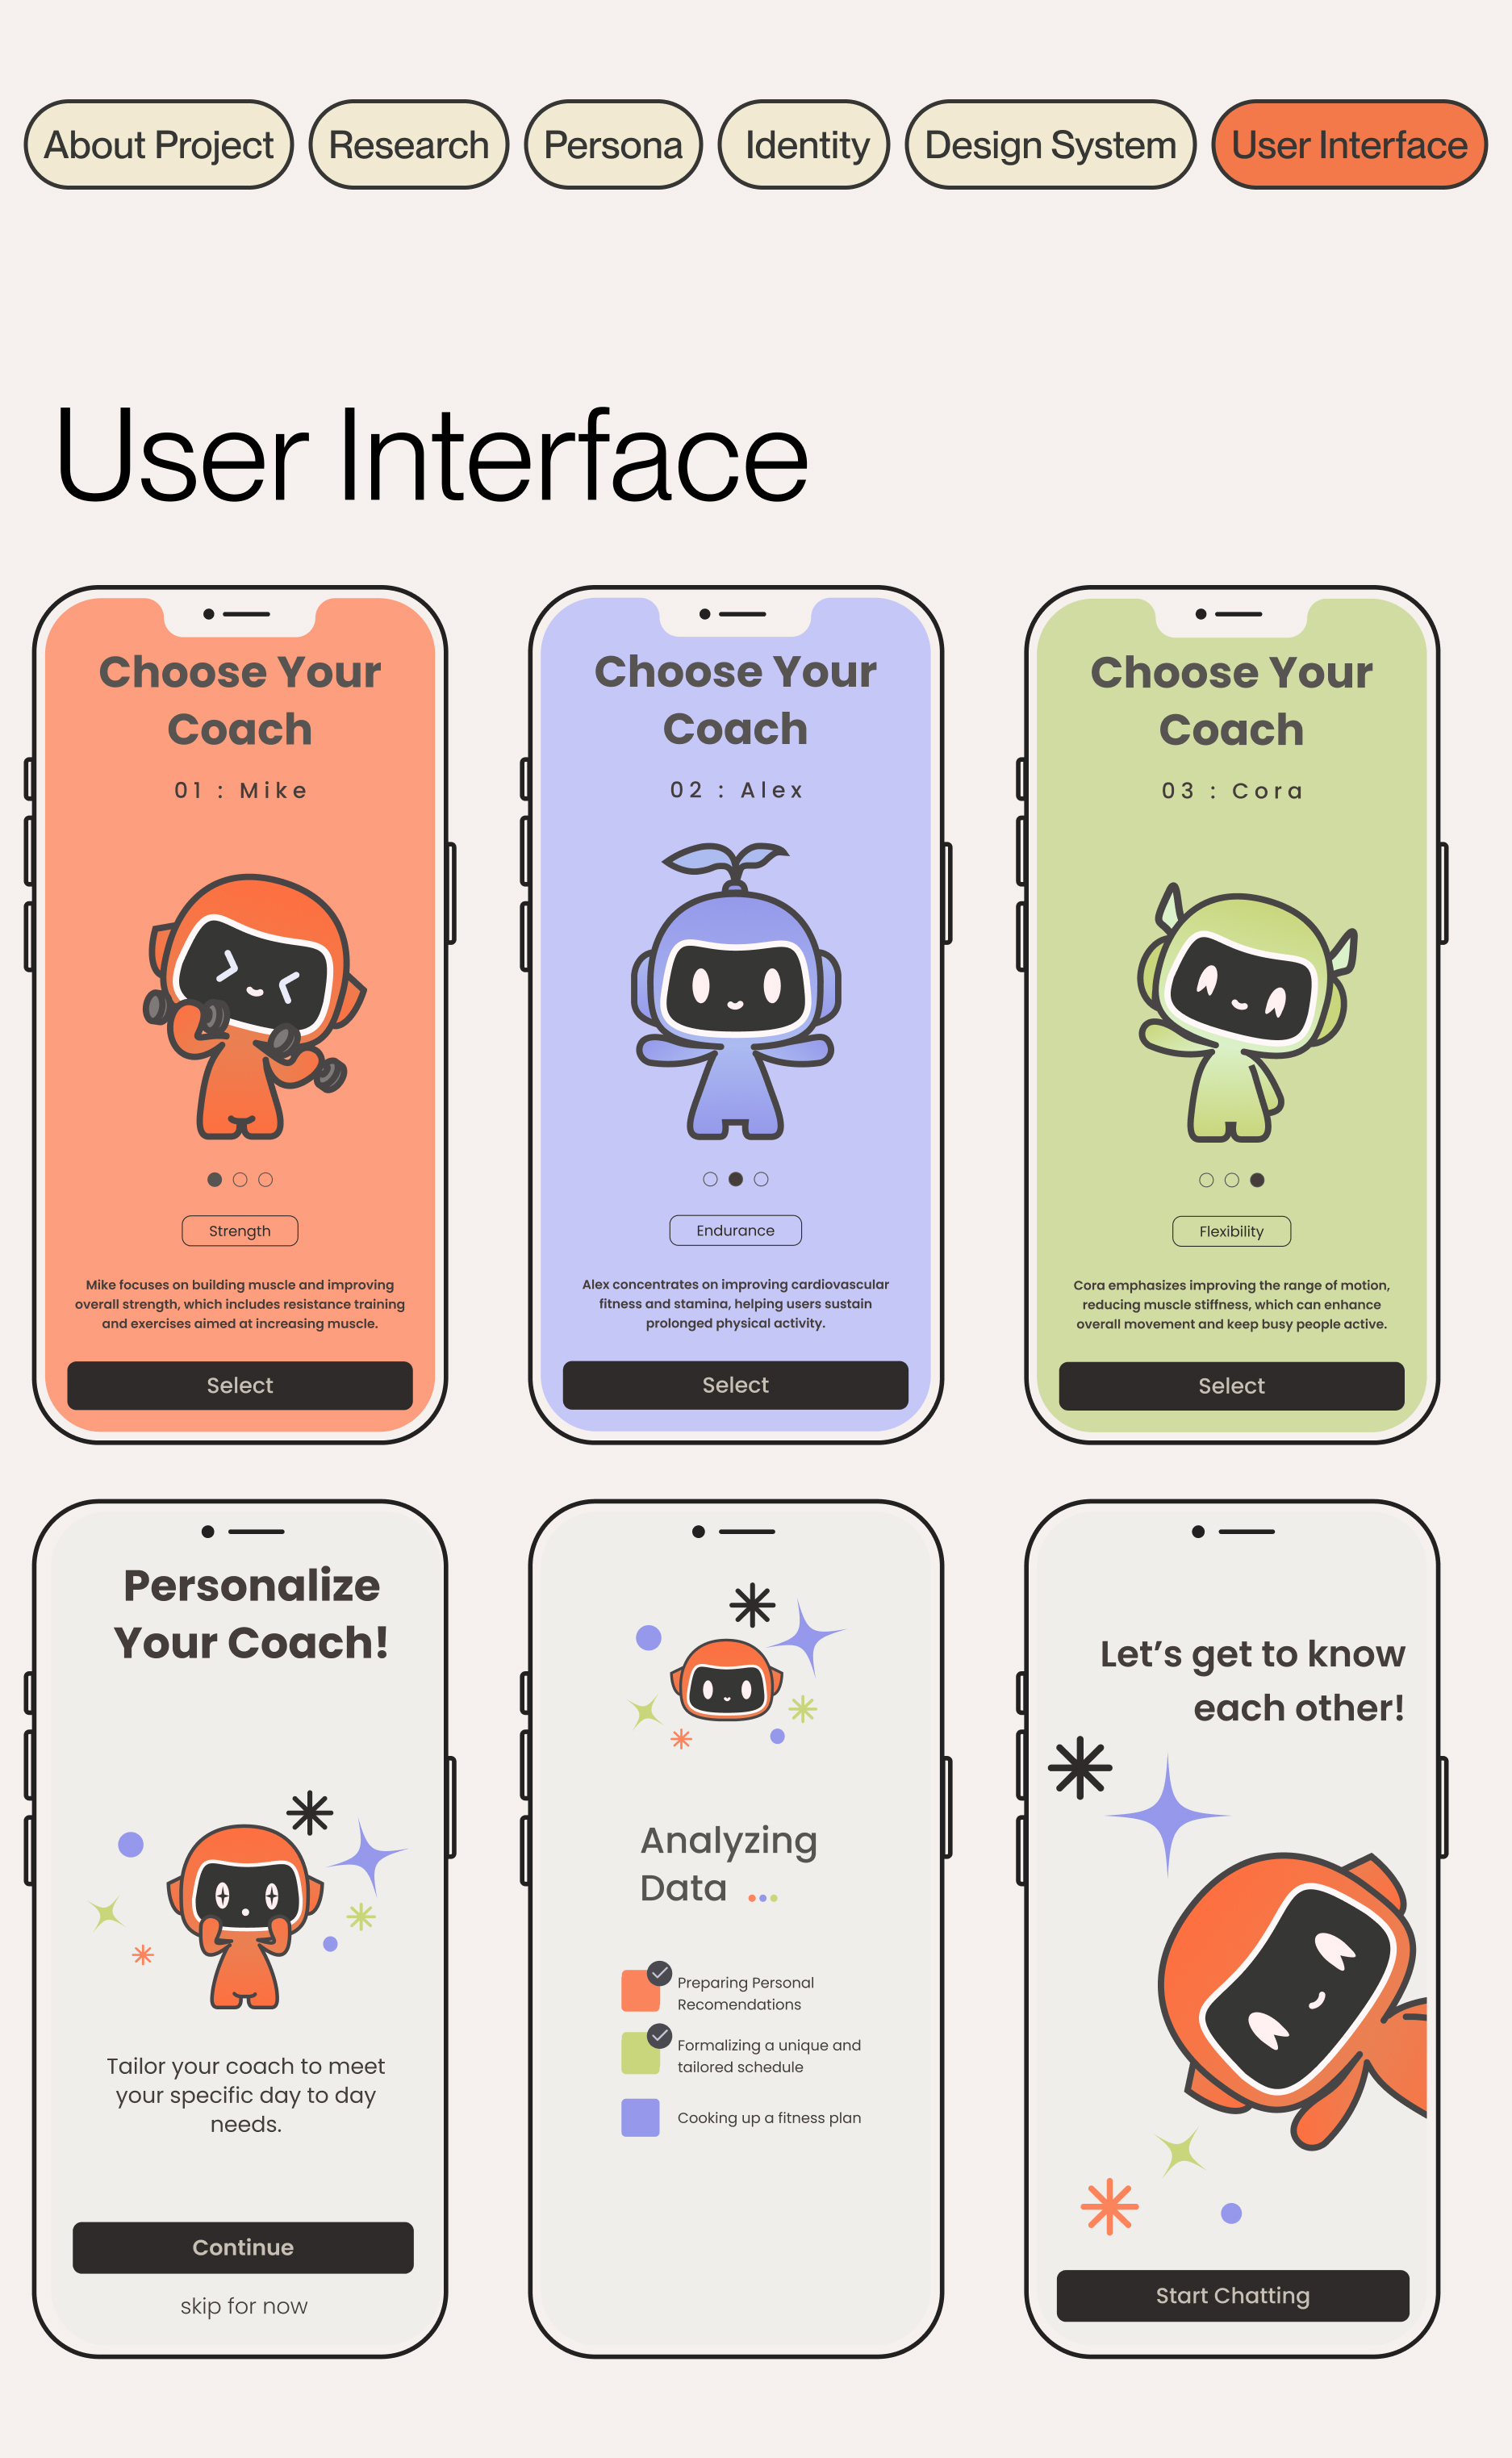 About Project
Research
Persona
Identity
Design System
User Interface
User Interface
Choose Your
Coach
01 : Mike
Strength
Mike focuses on building muscle and improving
overall strength, which includes resistance training
and exercises aimed at increasing muscle.
Select
Choose Your
Coach
02 : Alex
Endurance
Alex concentrates on improving cardiovascular
fitness and stamina, helping users sustain
prolonged physical activity.
Select
Choose Your
Coach
03 : Cora
Flexibility
Cora emphasizes improving the range of motion,
reducing muscle stiffness, which can enhance
overall movement and keep busy people active.
Select
Personalize
Your Coach!
Tailor your coach to meet
your specific day to day
needs.
Continue
skip for now
Analyzing
Data
Preparing Personal
Recomendations
Formalizing a unique and
tailored schedule
Cooking up a fitness plan
Let's get to know
each other!
Start Chatting